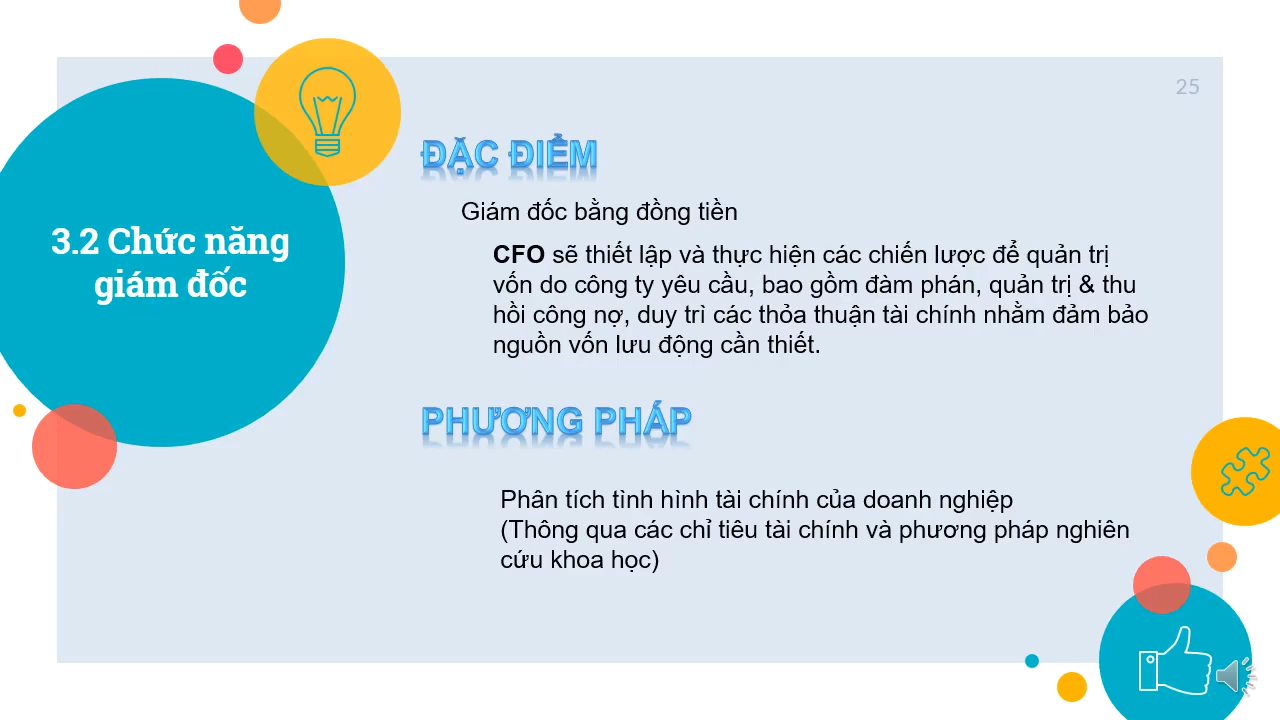 25
3.2 Chức năng
giám đốc
ĐẶC ĐIỂM
Giám đốc bằng đồng tiền
CFO sẽ thiết lập và thực hiện các chiến lược để quản trị
vốn do công ty yêu cầu, bao gồm đàm phán, quản trị & thu
hồi công nợ, duy trì các thỏa thuận tài chính nhằm đảm bảo
nguồn vốn lưu động cần thiết.
PHƯƠNG PHÁP
Phân tích tình hình tài chính của doanh nghiệp
(Thông qua các chỉ tiêu tài chính và phương pháp nghiên
cứu khoa học)